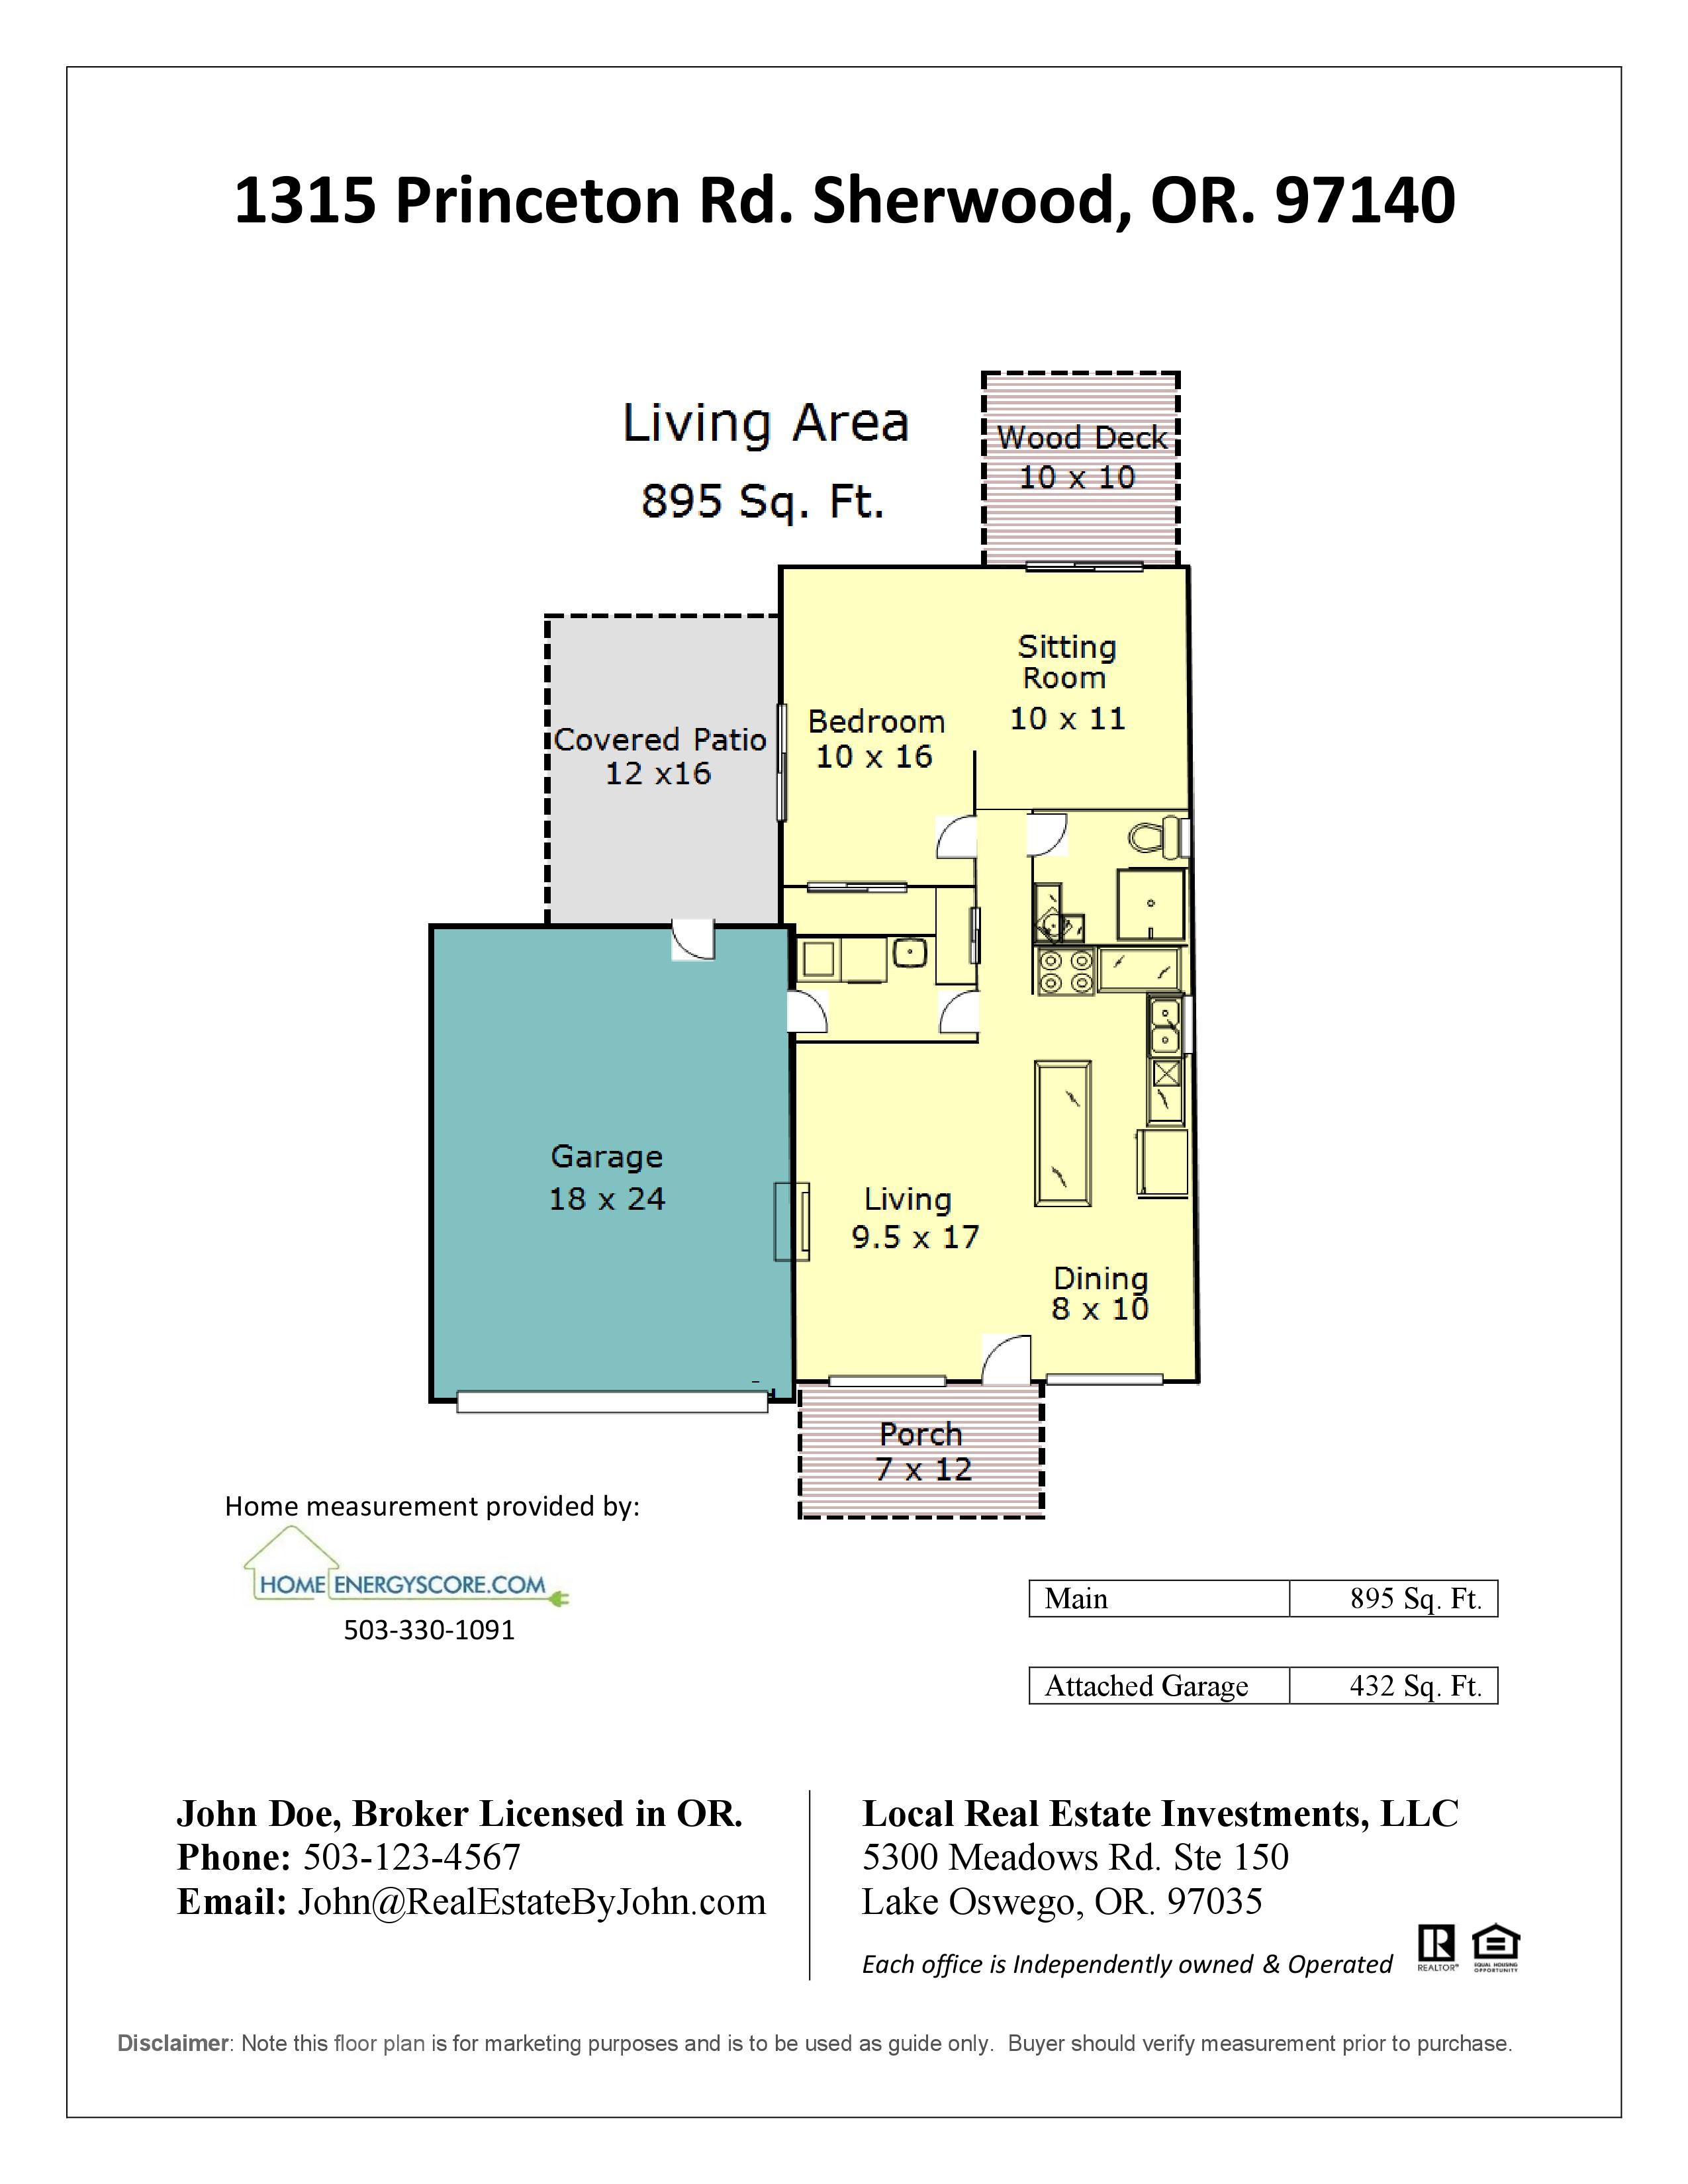 1315 Princeton Rd. Sherwood, OR. 97140
Living Area
895 Sq. Ft.
Wood Deck
10 x 10
Sitting
Room
10 x 11
Bedroom
10 x 16
Covered Patio
12 x16
Garage
18 x 24
Living
9.5 x 17
Dining
8 x 10
Porch
7 x 12
Home measurement provided by:
HOME ENERGYSCORE.COM
503-330-1091
Main 895 Sq. Ft.
Attached Garage 432 Sq. Ft.
John Doe, Broker Licensed in OR.
Phone: 503-123-4567
Email: John@RealEstateByJohn.com
Local Real Estate Investments, LLC
5300 Meadows Rd. Ste 150
Lake Oswego, OR. 97035
Each office is Independently owned & Operated
REALTOR®
EQUAL HOUSING
OPPORTUNITY
Disclaimer: Note this floor plan is for marketing purposes and is to be used as guide only.  Buyer should verify measurement prior to purchase.